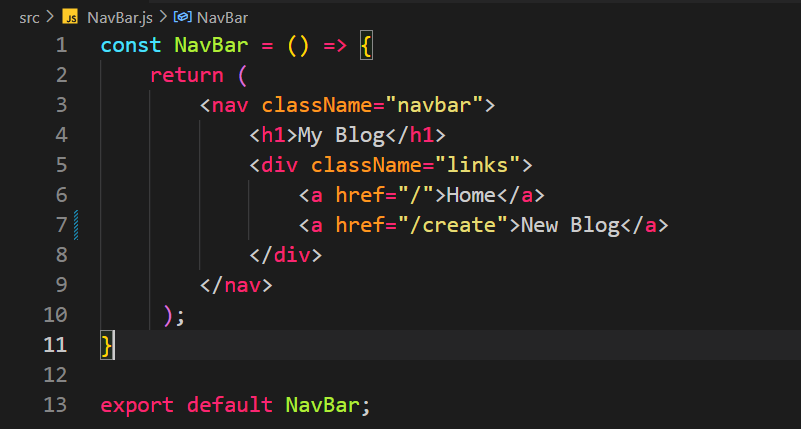 src > JS NavBar.js > NavBar
1 const NavBar = () => {
2     return (
3         <nav className="navbar">
4             <h1>My Blog</h1>
5             <div className="links">
6                 <a href="/">Home</a>
7                 <a href="/create">New Blog</a>
8             </div>
9         </nav>
10      );
11 }
12
13 export default NavBar;